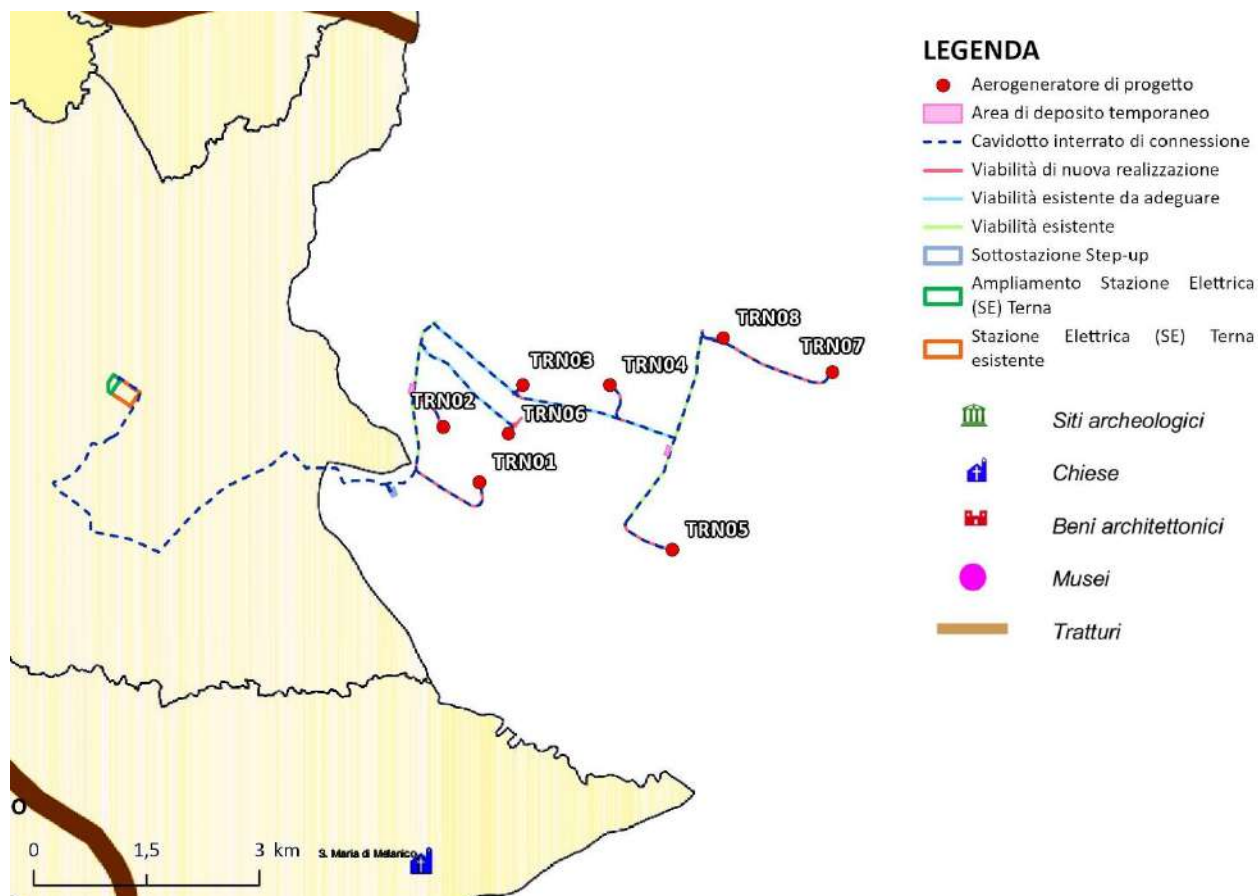 LEGENDA
Aerogeneratore di progetto
Area di deposito temporaneo
Cavidotto interrato di connessione
Viabilità di nuova realizzazione
Viabilità esistente da adeguare
Viabilità esistente
Sottostazione Step-up
Ampliamento Stazione Elettrica
(SE) Terna
Stazione Elettrica (SE) Terna
esistente
Siti archeologici
Chiese
Beni architettonici
Musei
Tratturi
TRN08
TRN07
TRN03
TRN04
TRN02
TRN06
TRN01
TRN05
O
0 1,5 3 km
S. Maria di Melanico